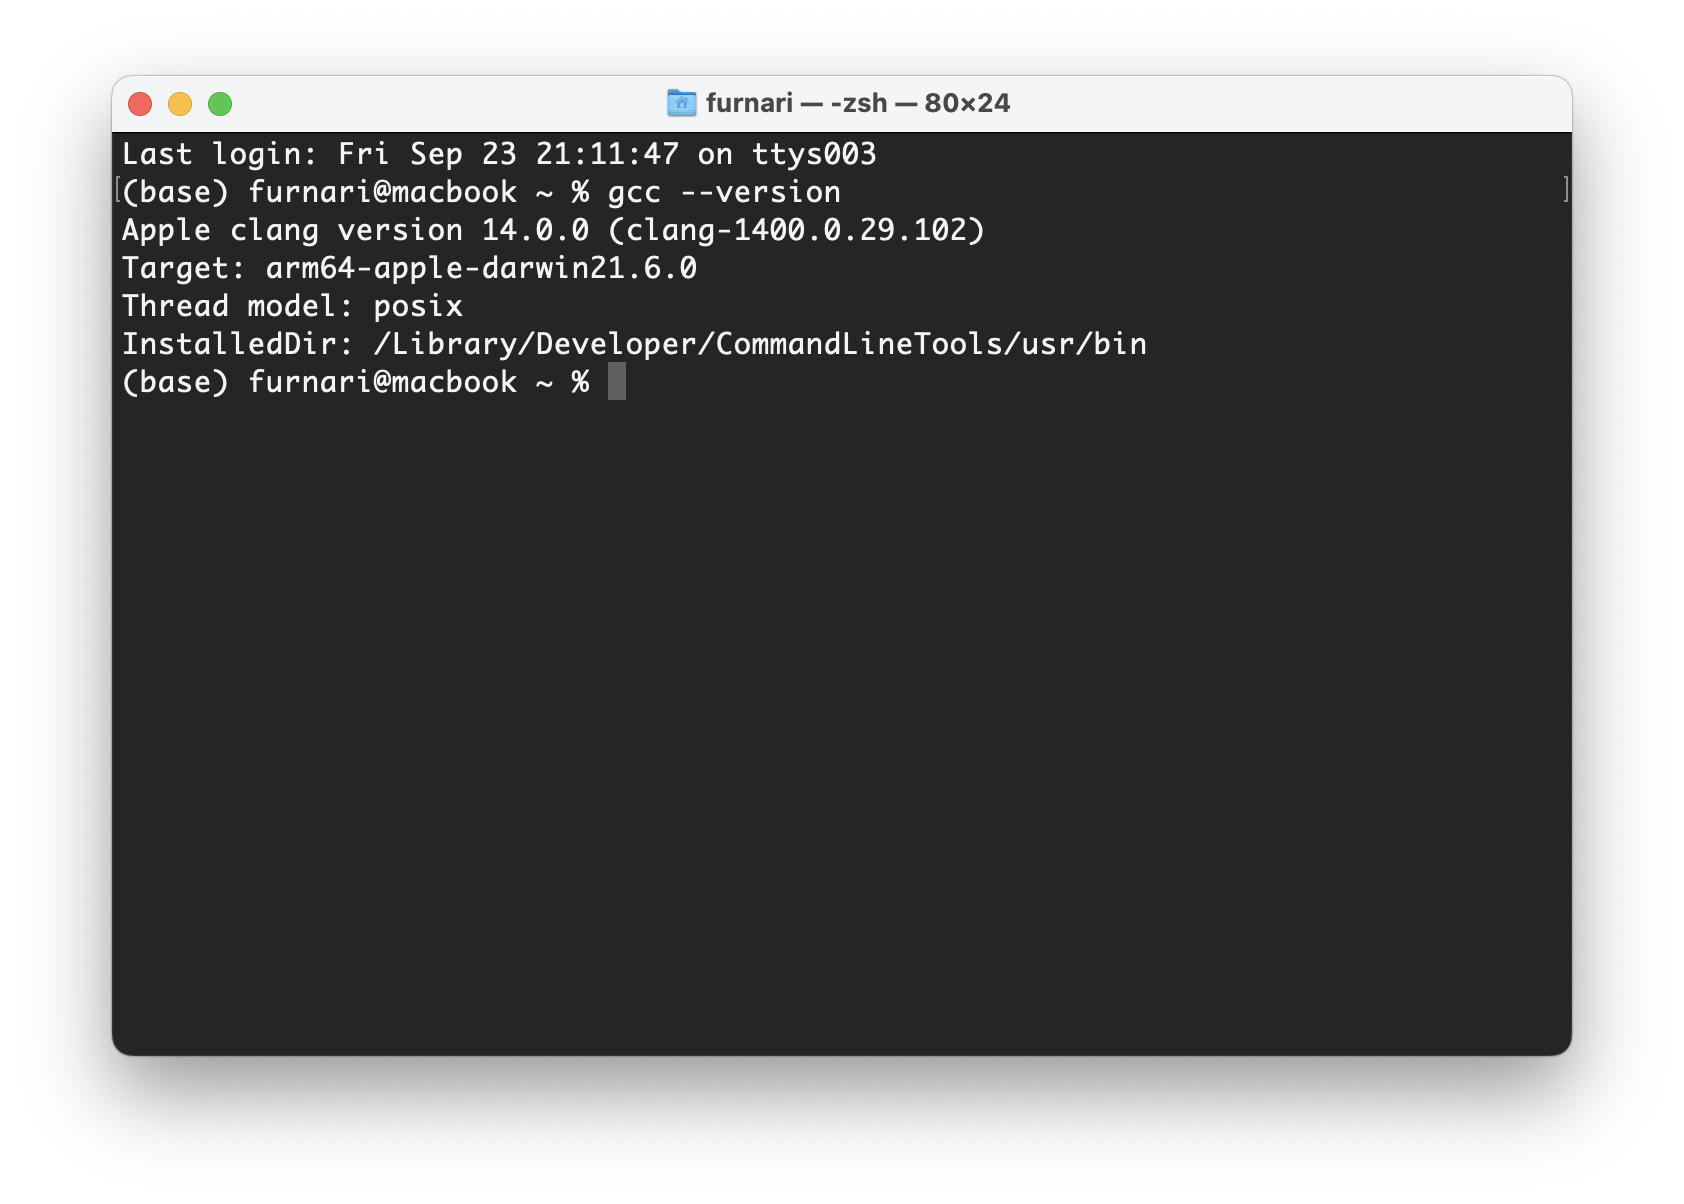 furnari — -zsh — 80×24
Last login: Fri Sep 23 21:11:47 on ttys003
[(base) furnari@macbook ~ % gcc --version ]
Apple clang version 14.0.0 (clang-1400.0.29.102)
Target: arm64-apple-darwin21.6.0
Thread model: posix
InstalledDir: /Library/Developer/CommandLineTools/usr/bin
(base) furnari@macbook ~ %